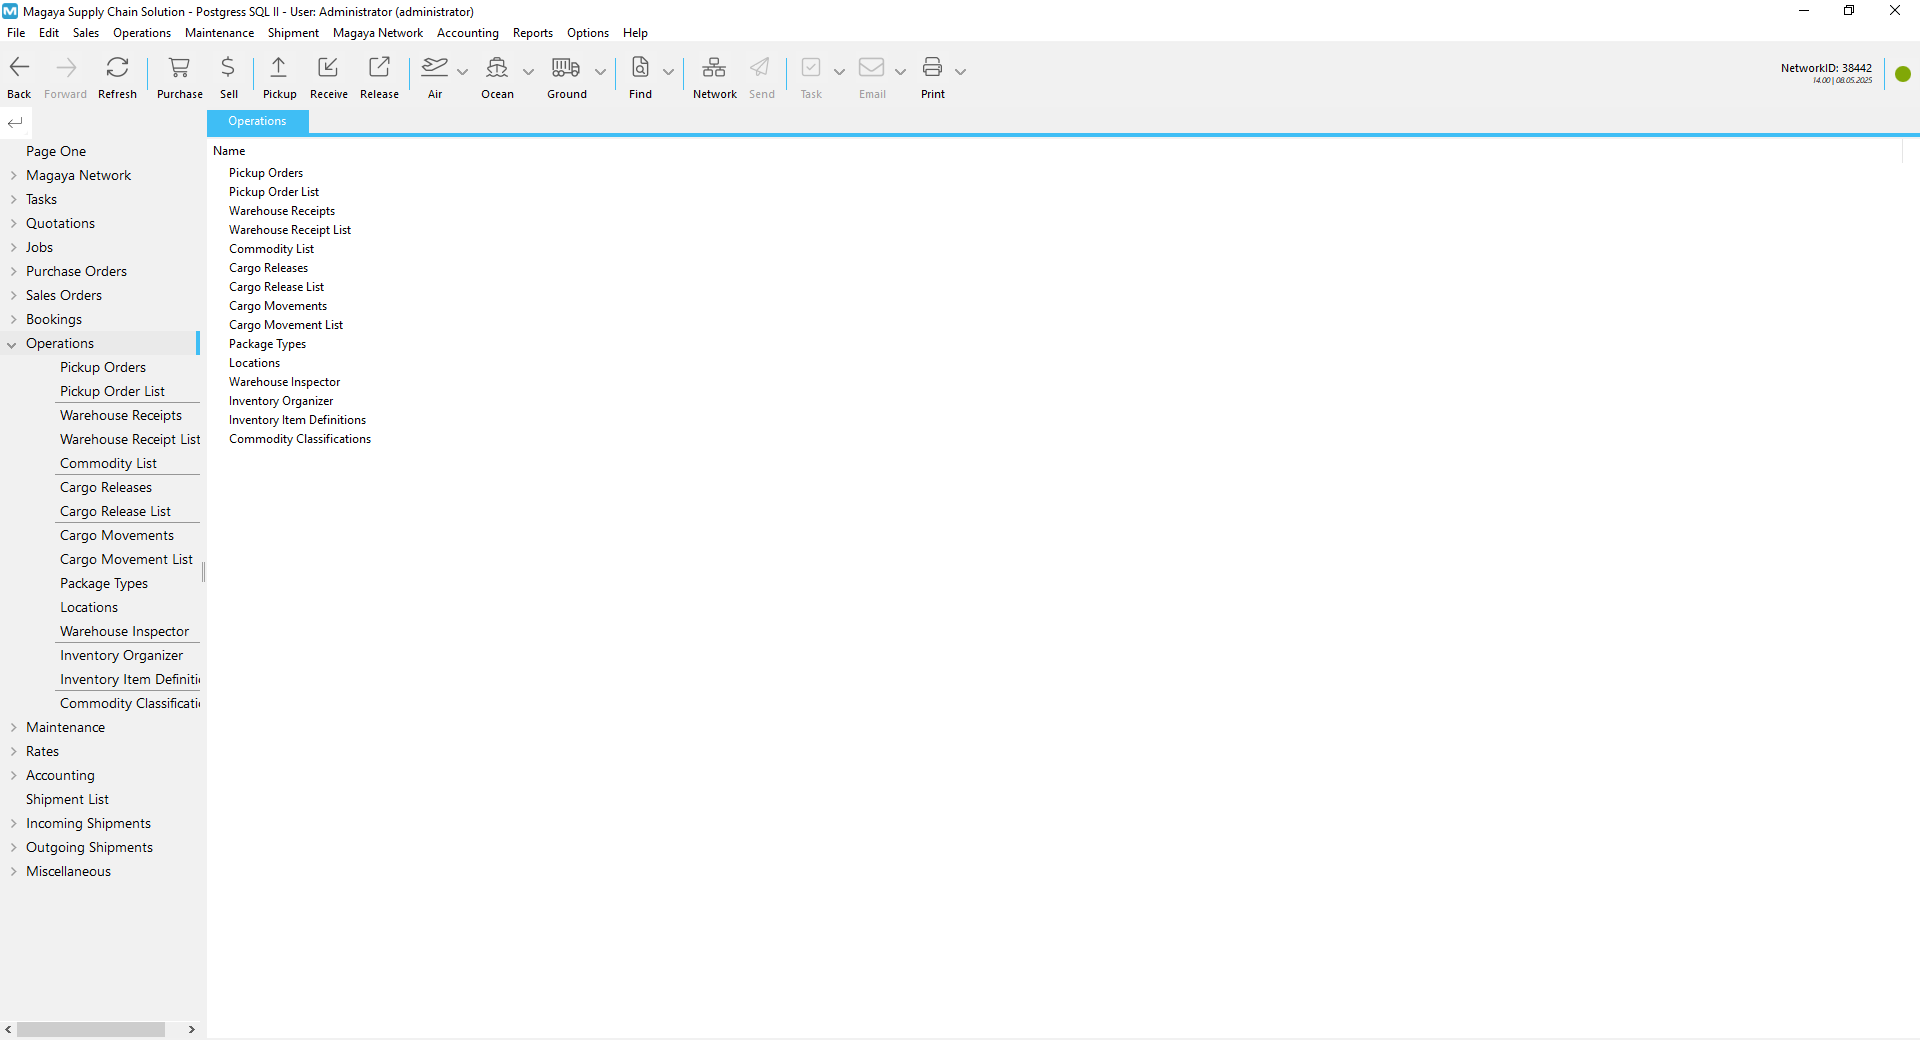 Magaya Supply Chain Solution - Postgress SQL II - User: Administrator (administrator)
File Edit Sales Operations Maintenance Shipment Magaya Network Accounting Reports Options Help
Back Forward Refresh Purchase Sell Pickup Receive Release Air Ocean Ground Find Network Send Task Email Print
NetworkID: 38442
14.00 | 08.05.2025
Page One
Magaya Network
Tasks
Quotations
Jobs
Purchase Orders
Sales Orders
Bookings
Operations
Pickup Orders
Pickup Order List
Warehouse Receipts
Warehouse Receipt List
Commodity List
Cargo Releases
Cargo Release List
Cargo Movements
Cargo Movement List
Package Types
Locations
Warehouse Inspector
Inventory Organizer
Inventory Item Definiti
Commodity Classificati
Maintenance
Rates
Accounting
Shipment List
Incoming Shipments
Outgoing Shipments
Miscellaneous
Operations
Name
Pickup Orders
Pickup Order List
Warehouse Receipts
Warehouse Receipt List
Commodity List
Cargo Releases
Cargo Release List
Cargo Movements
Cargo Movement List
Package Types
Locations
Warehouse Inspector
Inventory Organizer
Inventory Item Definitions
Commodity Classifications